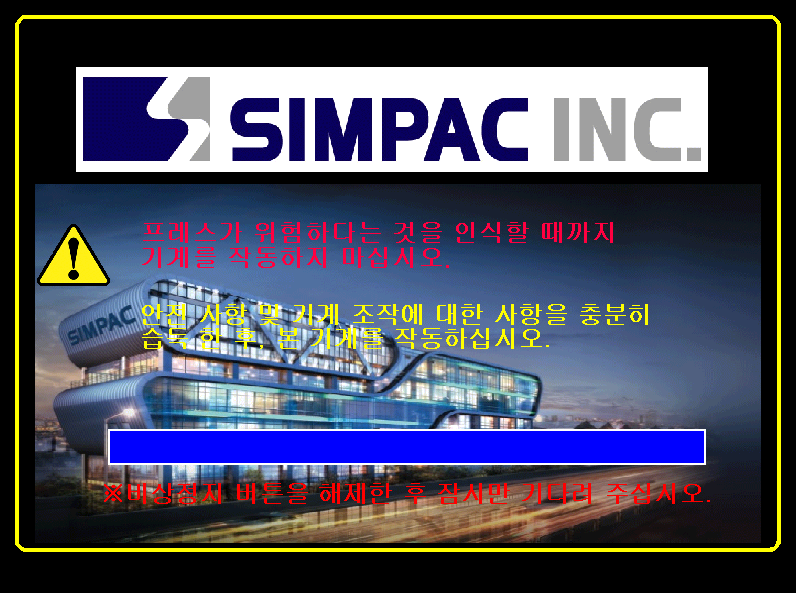 SIMPAC INC.
프레스가 위험하다는 것을 인식할 때까지
기계를 작동하지 마십시오.
SIMPAC
안전 사항 및 기계 조작에 대한 사항을 충분히
습득 한 후, 본 기계를 작동하십시오.
※비상정지 버튼을 해제한 후 잠시만 기다려 주십시오.